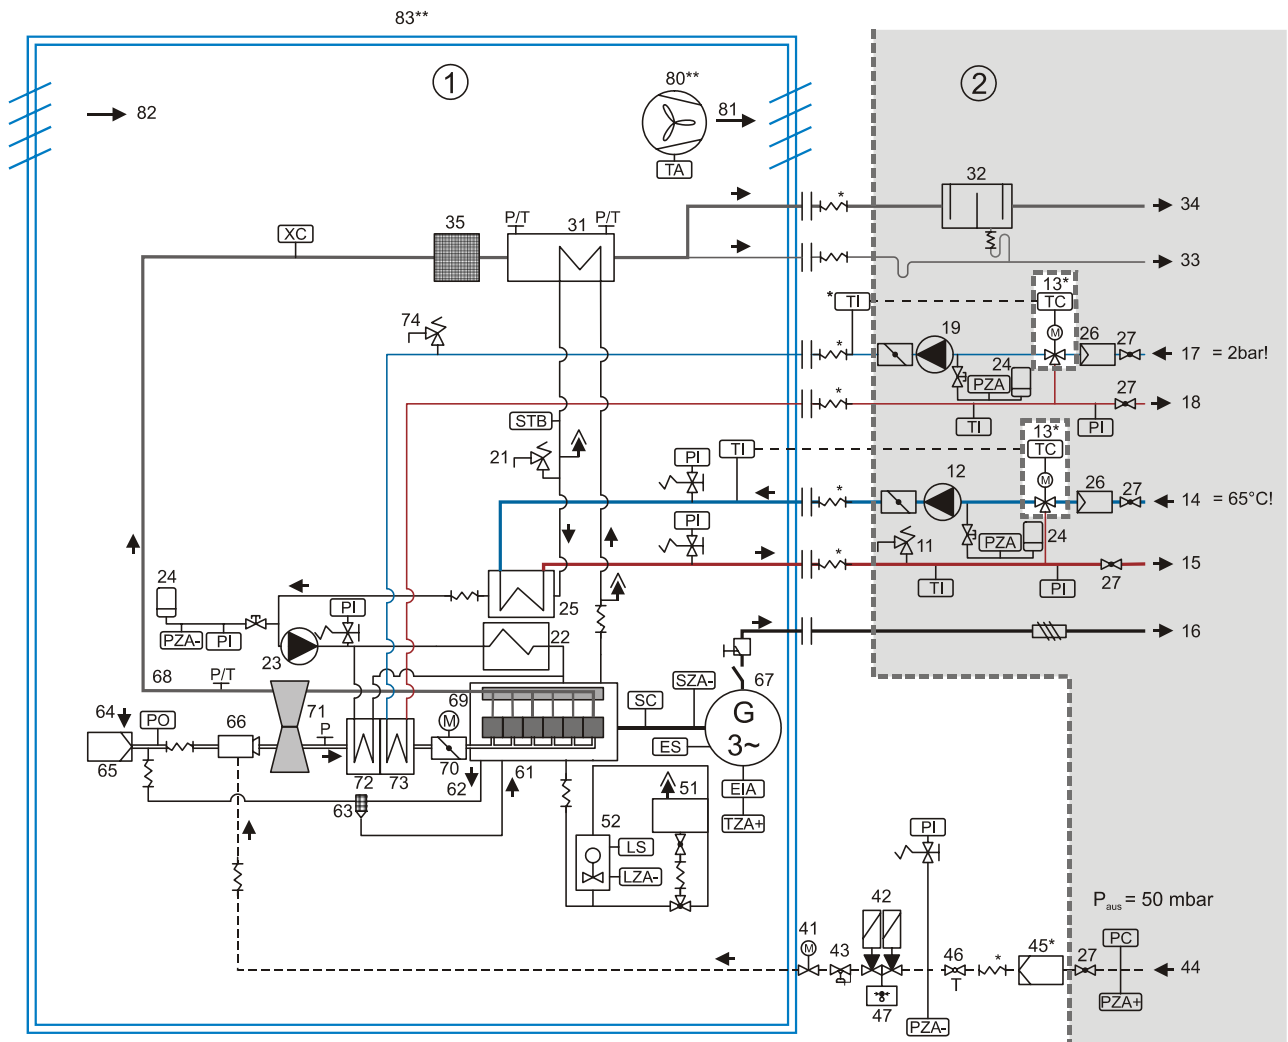 83**
1
2
80**
82
81
TA
32
34
35
P/T
31
P/T
XC
33
13*
* TI
TC
M
74
19
26
27
17 = 2bar!
24
PZA
27
18
STB
TI
PI
13*
21
TI
TC
PI
12
M
26
27
14 = 65°C!
PI
11
PZA
24
15
24
TI
PI
27
25
PI
22
16
PZA-
PI
23
68
P/T
SZA-
67
69
SC
G
3~
64
PO
66
71
P
M
ES
65
72
73
70
62
61
EIA
63
51
TZA+
52
LS
PI
LZA-
P aus = 50 mbar
42
41
M
43
46
*
45*
27
PC
44
47
PZA-
PZA+
*
*
*
*
*